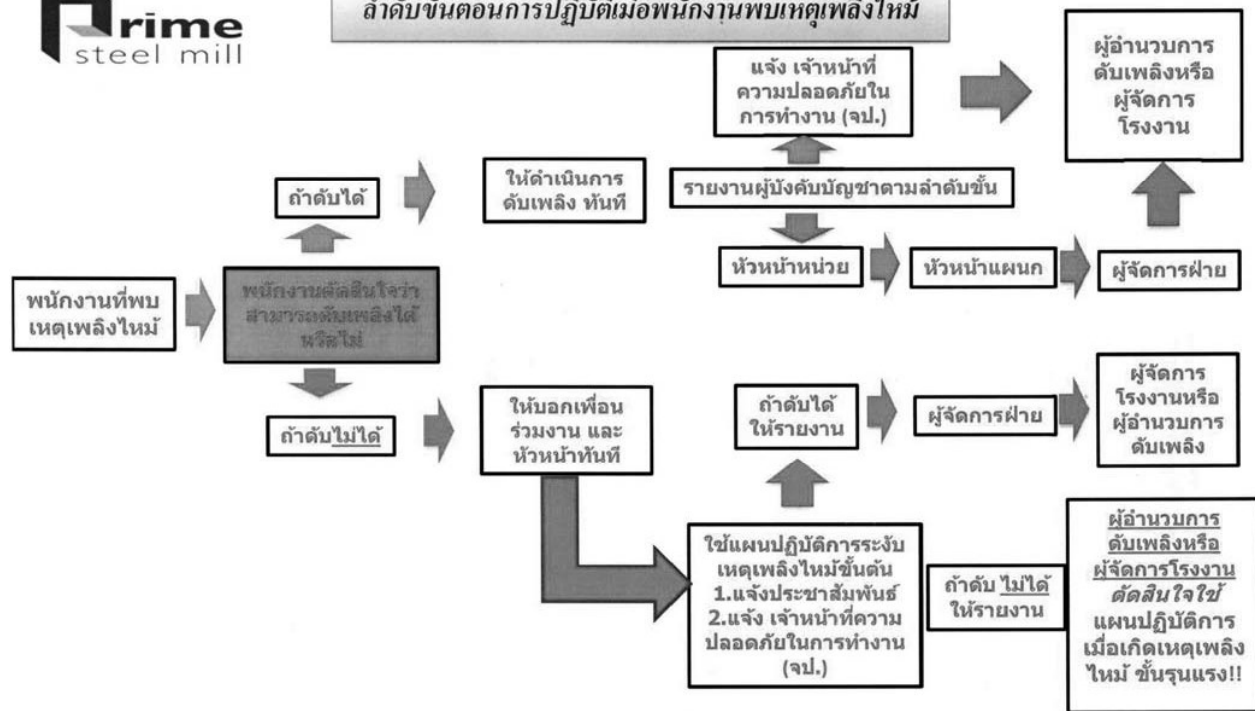 Prime
steel mill
ลำดับขั้นตอนการปฏิบัติเมื่อพนักงานพบเหตุเพลิงไหม้
แจ้ง เจ้าหน้าที่
ความปลอดภัยใน
การทำงาน (จป.)
ผู้อำนวยการ
ดับเพลิงหรือ
ผู้จัดการ
โรงงาน
ถ้าดับได้
ให้ดำเนินการ
ดับเพลิง ทันที
รายงานผู้บังคับบัญชาตามลำดับขั้น
หัวหน้าหน่วย
หัวหน้าแผนก
ผู้จัดการฝ่าย
พนักงานที่พบ
เหตุเพลิงไหม้
พนักงานตัดสินใจว่า
สามารถดับเพลิงได้
หรือไม่
ถ้าดับไม่ได้
ให้บอกเพื่อน
ร่วมงาน และ
หัวหน้าทันที
ถ้าดับได้
ให้รายงาน
ผู้จัดการฝ่าย
ผู้จัดการ
โรงงานหรือ
ผู้อำนวยการ
ดับเพลิง
ใช้แผนปฏิบัติการระงับ
เหตุเพลิงไหม้ขั้นต้น
1.แจ้งประชาสัมพันธ์
2.แจ้ง เจ้าหน้าที่ความ
ปลอดภัยในการทำงาน
(จป.)
ถ้าดับ ไม่ได้
ให้รายงาน
ผู้อำนวยการ
ดับเพลิงหรือ
ผู้จัดการโรงงาน
ตัดสินใจใช้
แผนปฏิบัติการ
เมื่อเกิดเหตุเพลิง
ไหม้ ขั้นรุนแรง!!